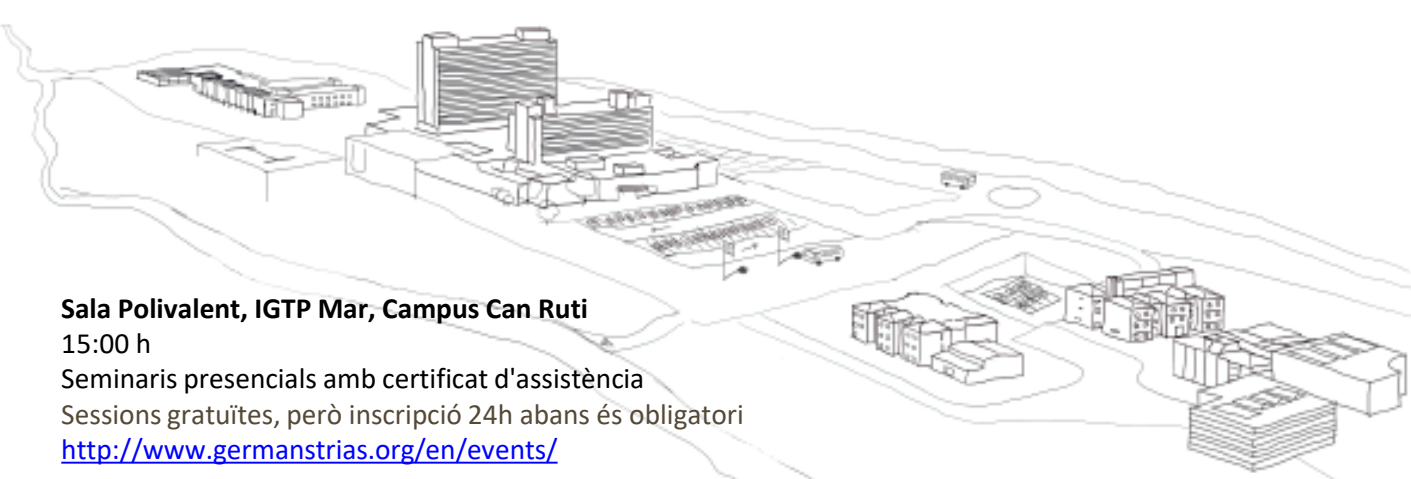 Sala Polivalent, IGTP Mar, Campus Can Ruti
15:00 h
Seminaris presencials amb certificat d'assistència
Sessions gratuïtes, però inscripció 24h abans és obligatori
http://www.germanstrias.org/en/events/